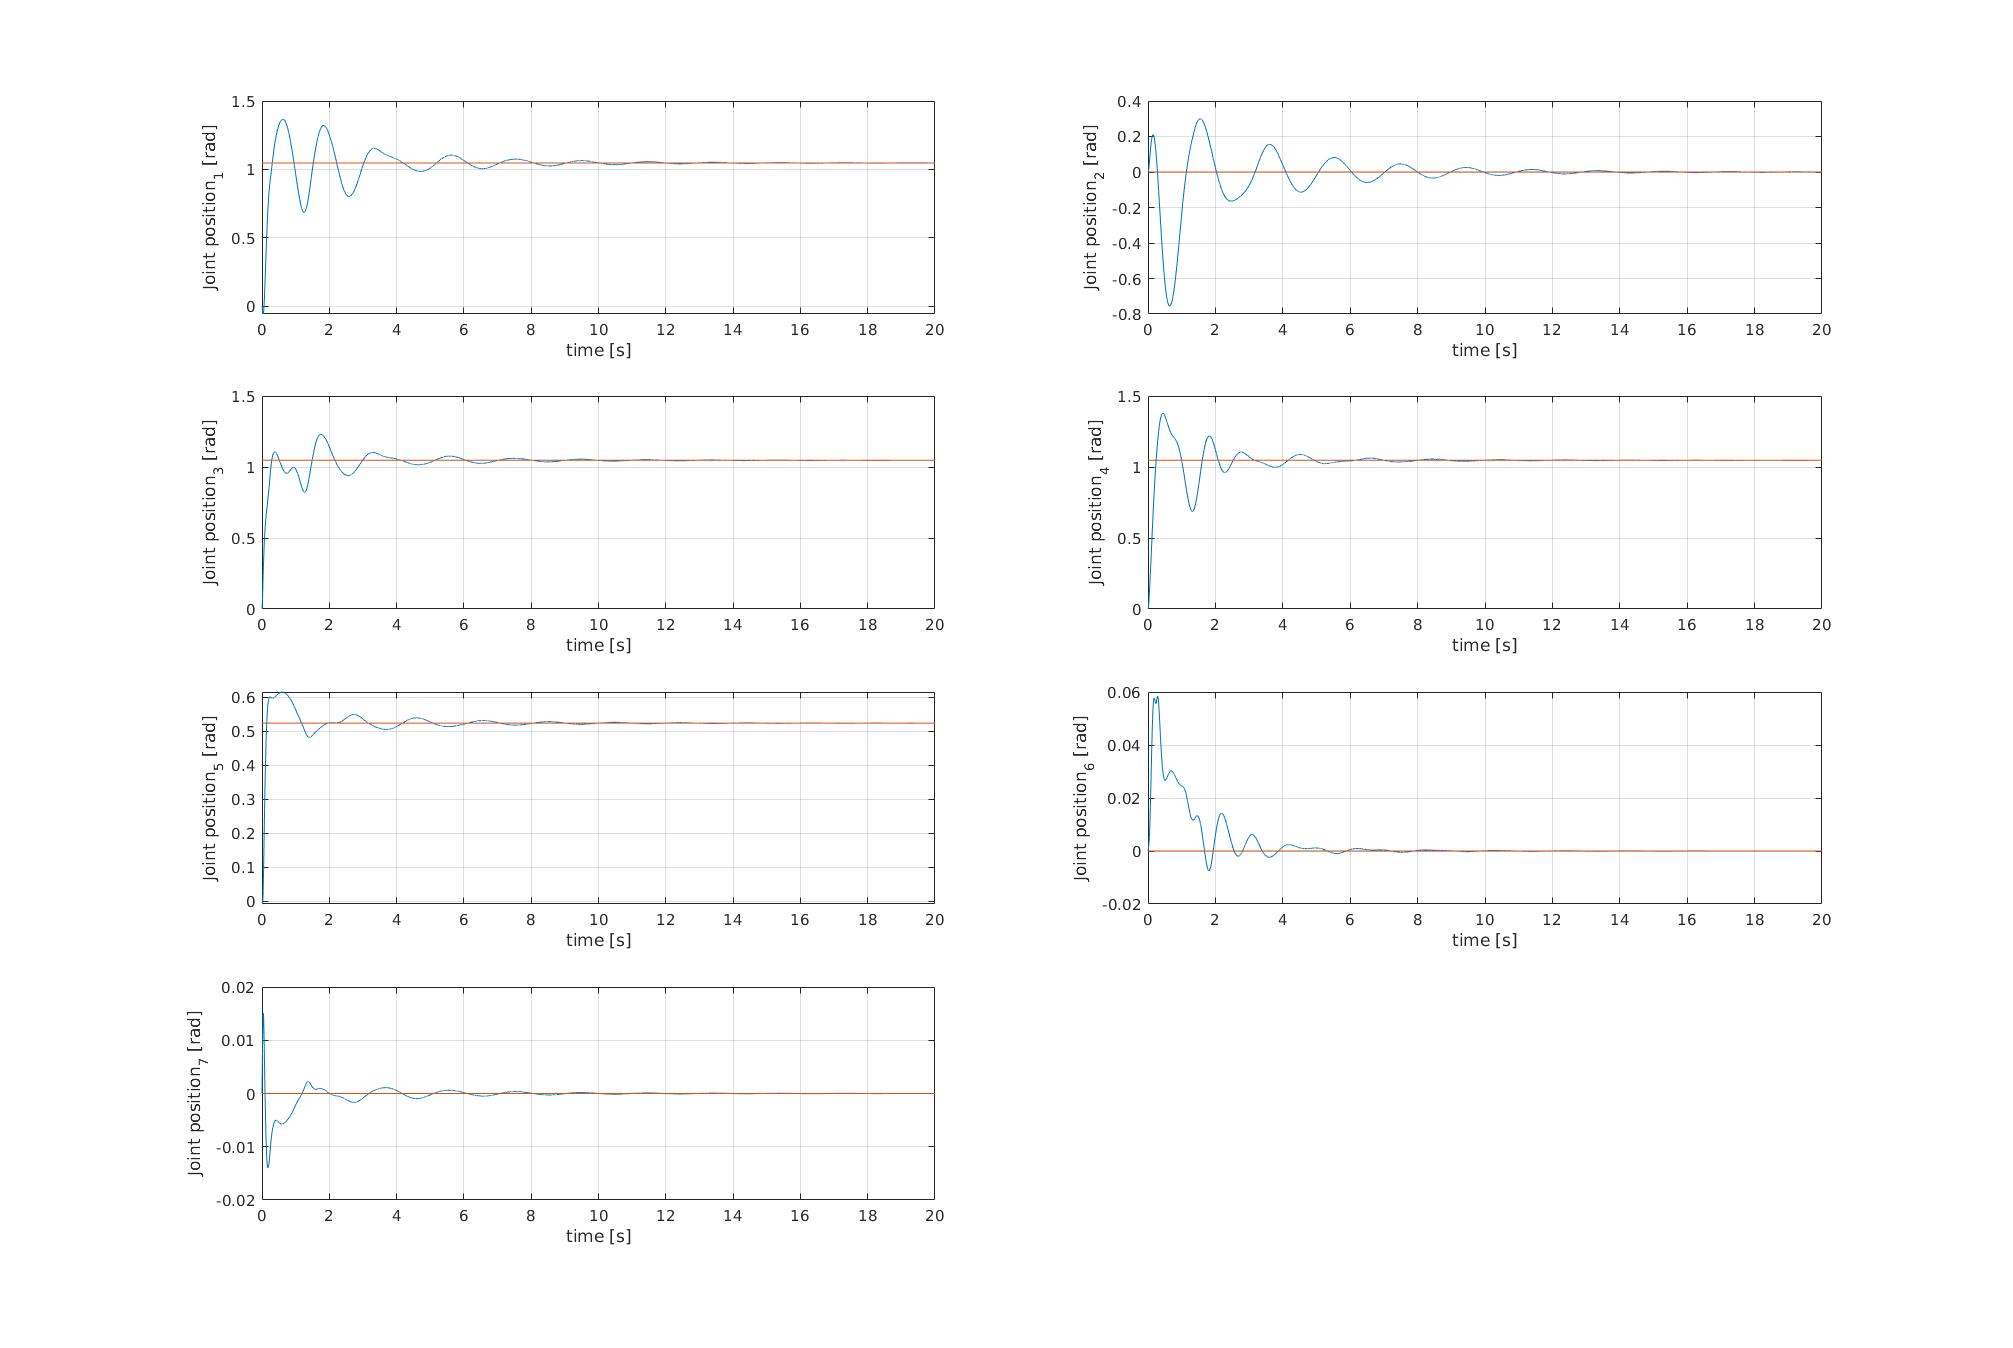 1.5
1
0.5
0
Joint position1 [rad]
0 2 4 6 8 10 12 14 16 18 20
time [s]
0.4
0.2
0
-0.2
-0.4
-0.6
-0.8
Joint position2 [rad]
0 2 4 6 8 10 12 14 16 18 20
time [s]
1.5
1
0.5
0
Joint position3 [rad]
0 2 4 6 8 10 12 14 16 18 20
time [s]
1.5
1
0.5
0
Joint position4 [rad]
0 2 4 6 8 10 12 14 16 18 20
time [s]
0.6
0.5
0.4
0.3
0.2
0.1
0
Joint position5 [rad]
0 2 4 6 8 10 12 14 16 18 20
time [s]
0.06
0.04
0.02
0
-0.02
Joint position6 [rad]
0 2 4 6 8 10 12 14 16 18 20
time [s]
0.02
0.01
0
-0.01
-0.02
Joint position7 [rad]
0 2 4 6 8 10 12 14 16 18 20
time [s]